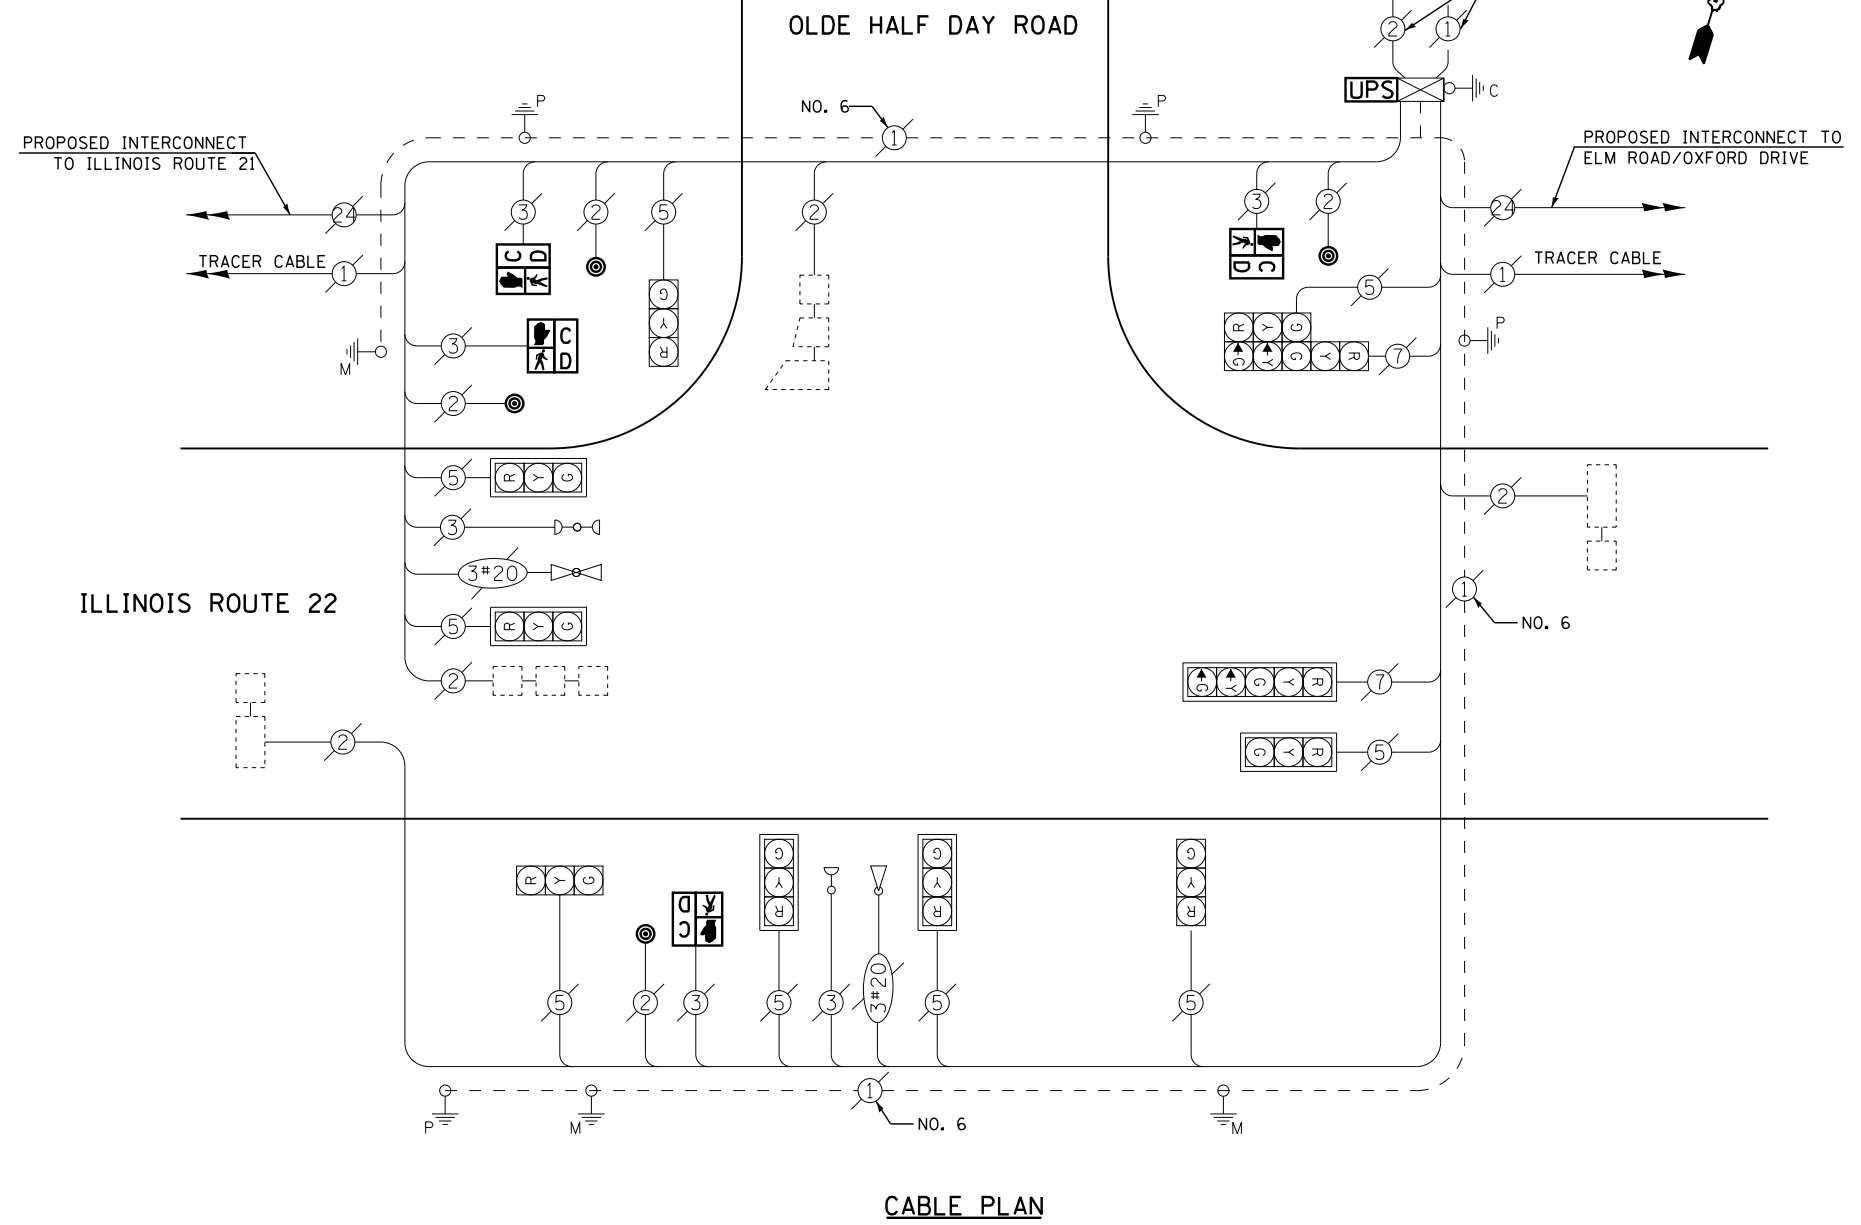 OLDE HALF DAY ROAD
2
1
UPS
C
P
NO. 6
1
P
PROPOSED INTERCONNECT
TO ILLINOIS ROUTE 21
PROPOSED INTERCONNECT TO
ELM ROAD/OXFORD DRIVE
24
3
2
5
2
3
2
24
TRACER CABLE
1
C D
G
Y
R
C
D
TRACER CABLE
1
5
R Y G
G Y G Y R
7
P
M
3
C
D
2
5
R Y G
2
3
3#20
1
NO. 6
ILLINOIS ROUTE 22
5
R Y G
2
G Y G Y R
7
2
G Y R
5
R Y G
G
Y
R
G
Y
R
G
Y
R
D
C
5
2
3
5
3
3#20
5
5
P
M
1
M
NO. 6
CABLE PLAN